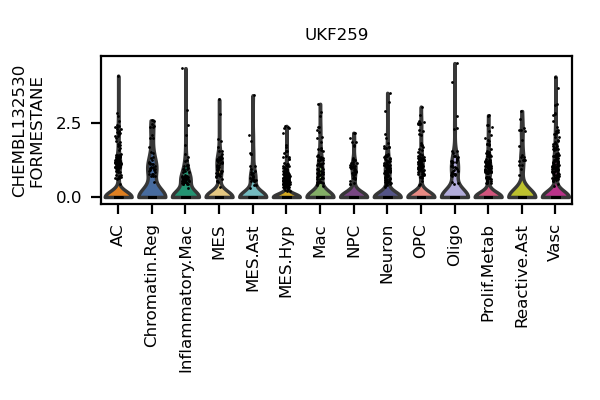 UKF259
CHEMBL132530
FORMESTANE
2.5
0.0
AC
Chromatin.Reg
Inflammatory.Mac
MES
MES.Ast
MES.Hyp
Mac
NPC
Neuron
OPC
Oligo
Prolif.Metab
Reactive.Ast
Vasc